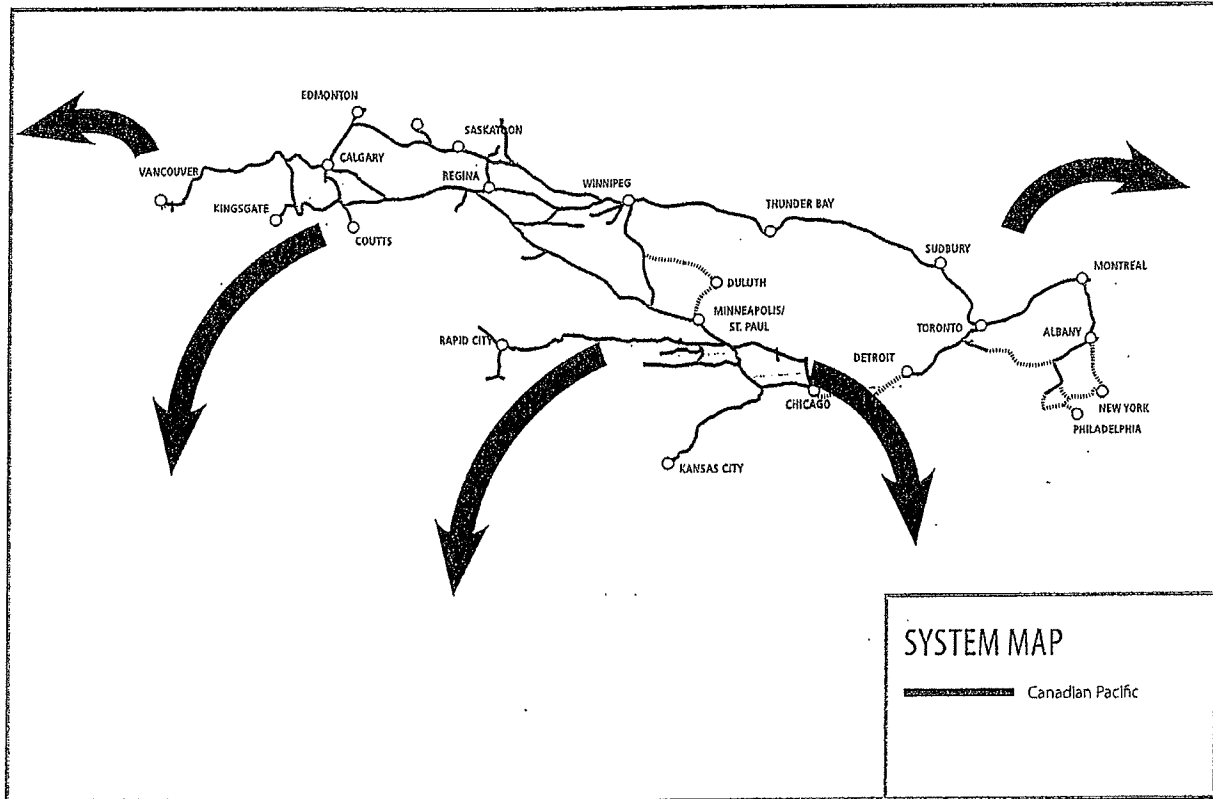 EDMONTON
SASKATOON
CALGARY
VANCOUVER
REGINA
WINNIPEG
KINGSGATE
THUNDER BAY
COUTTS
SUDBURY
MONTREAL
DULUTH
MINNEAPOLIS/
ST. PAUL
TORONTO
ALBANY
RAPID CITY
DETROIT
CHICAGO
NEW YORK
PHILADELPHIA
KANSAS CITY
SYSTEM MAP
Canadian Pacific